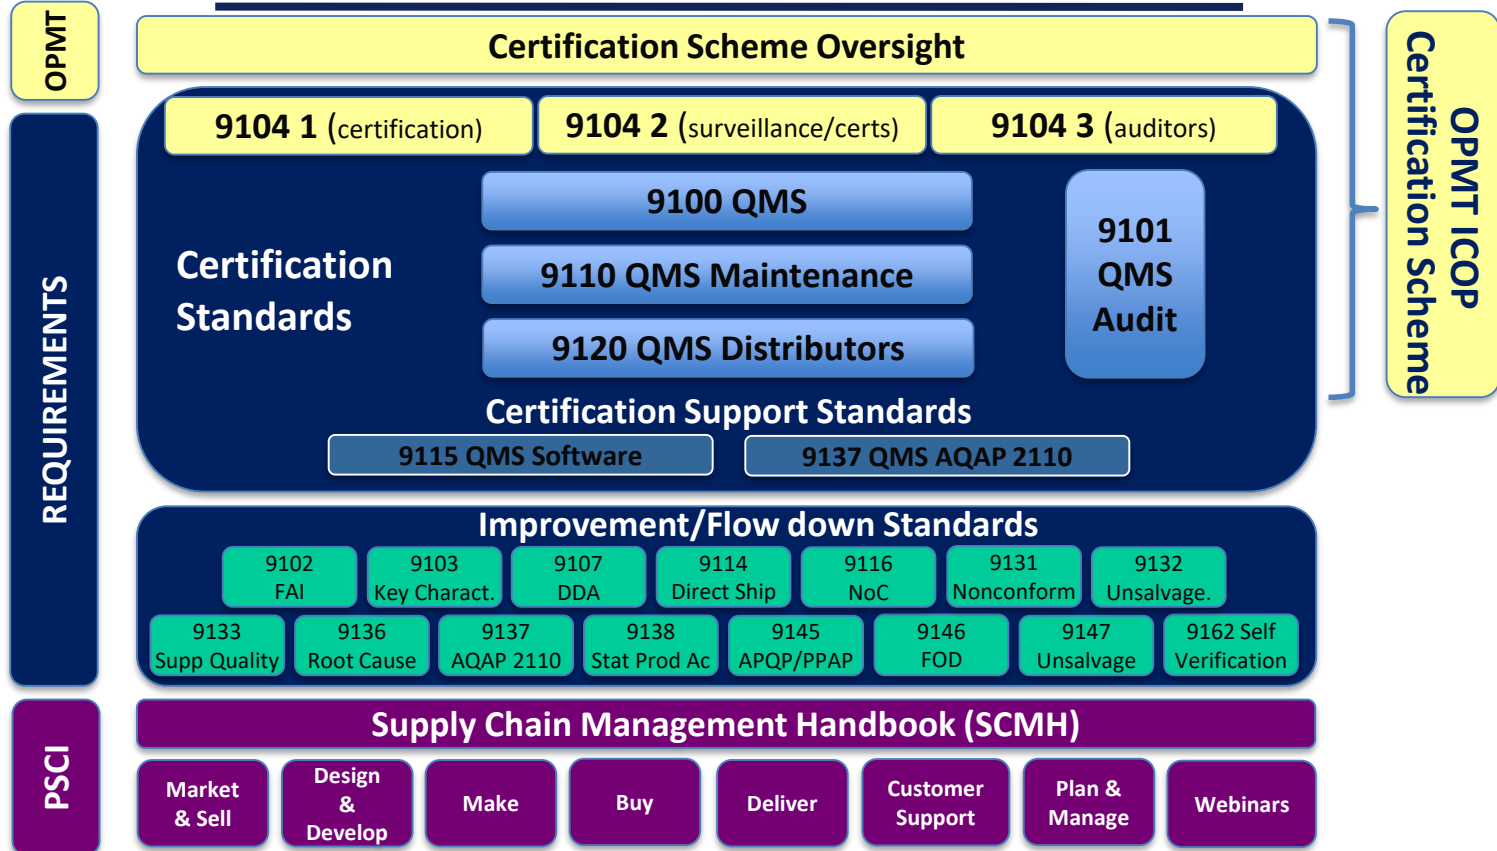 OPMT
Certification Scheme Oversight
OPMT ICOP
Certification Scheme
REQUIREMENTS
9104 1 (certification)
9104 2 (surveillance/certs)
9104 3 (auditors)
Certification
Standards
9100 QMS
9110 QMS Maintenance
9120 QMS Distributors
9101
QMS
Audit
Certification Support Standards
9115 QMS Software
9137 QMS AQAP 2110
Improvement/Flow down Standards
9102
FAI
9103
Key Charact.
9107
DDA
9114
Direct Ship
9116
NoC
9131
Nonconform
9132
Unsalvage.
9133
Supp Quality
9136
Root Cause
9137
AQAP 2110
9138
Stat Prod Ac
9145
APQP/PPAP
9146
FOD
9147
Unsalvage
9162 Self
Verification
PSCI
Supply Chain Management Handbook (SCMH)
Market
& Sell
Design
&
Develop
Make
Buy
Deliver
Customer
Support
Plan &
Manage
Webinars